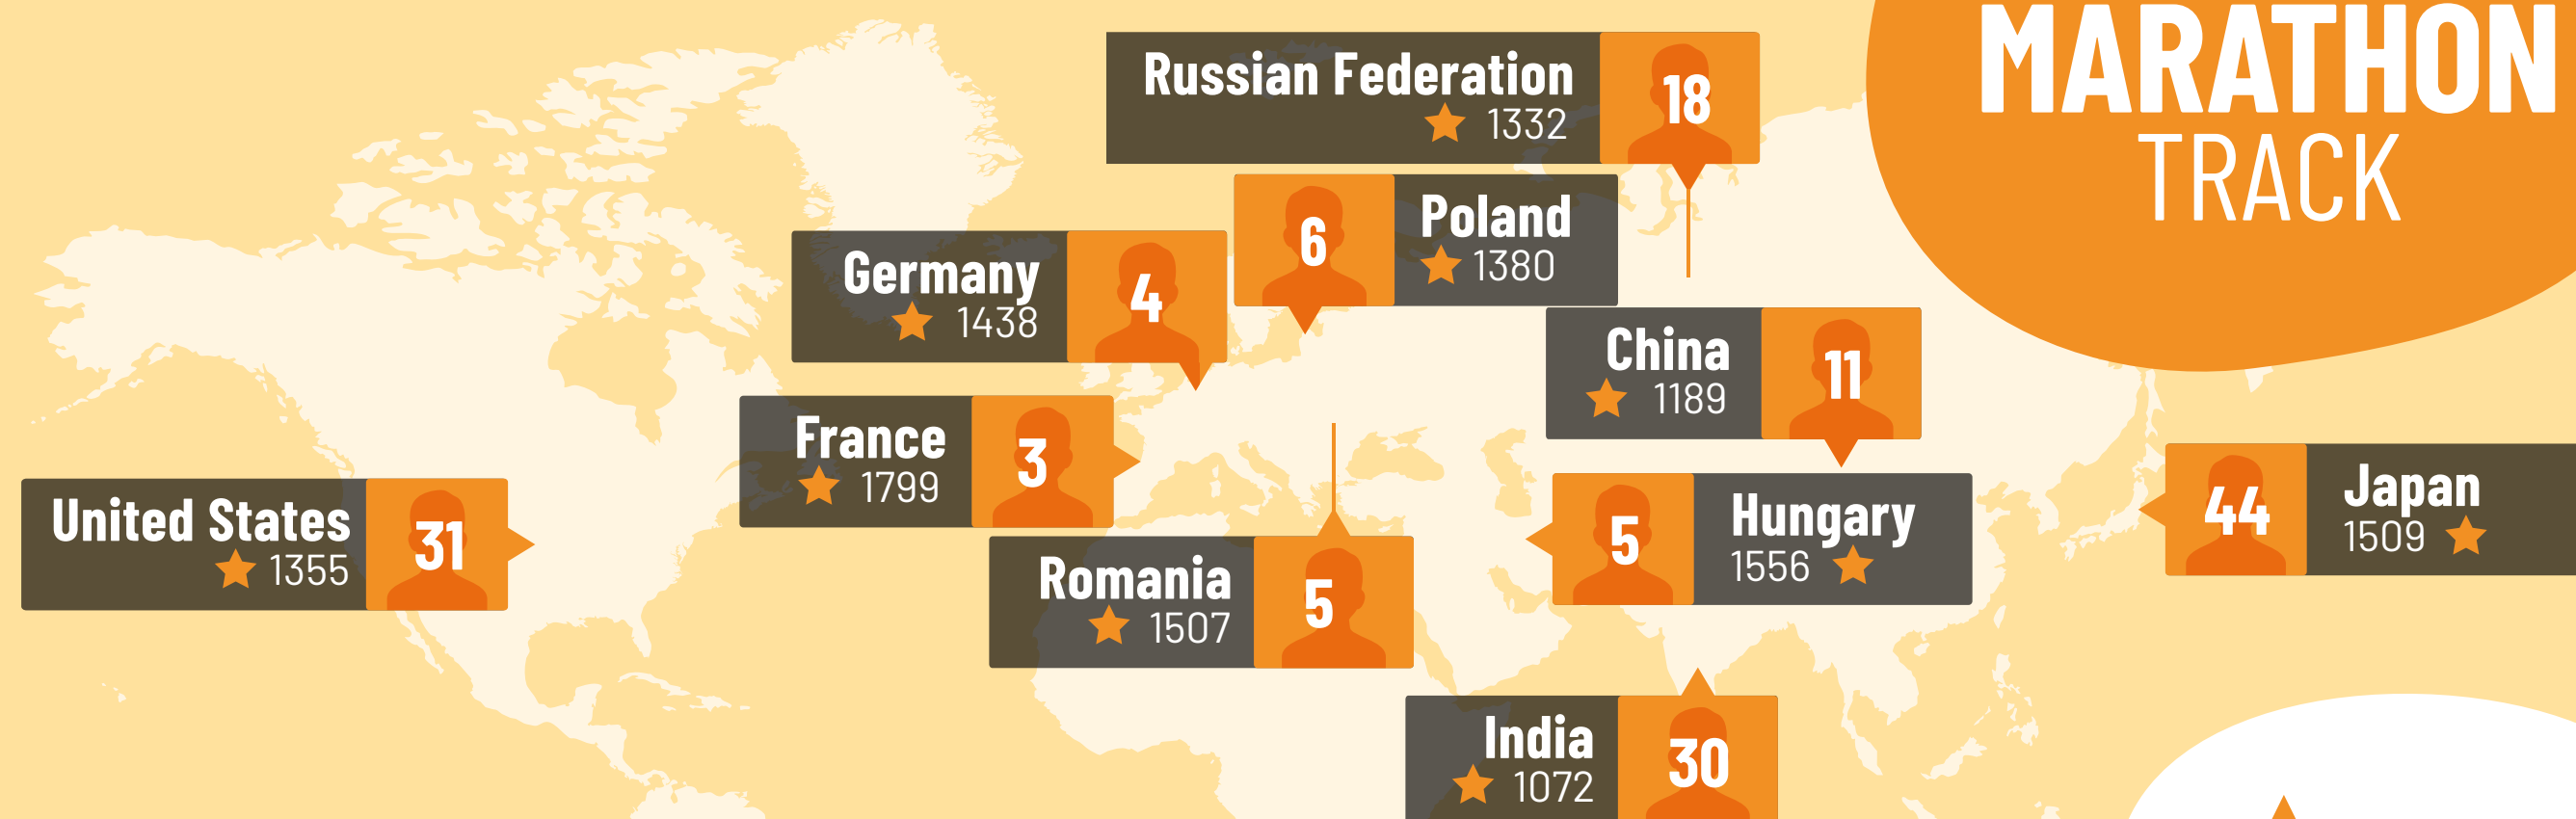 MARATHON
TRACK
Russian Federation
1332
18
6
Poland
1380
Germany
1438
4
China
1189
11
France
1799
3
United States
1355
31
5
Hungary
1556
44
Japan
1509
Romania
1507
5
India
1072
30